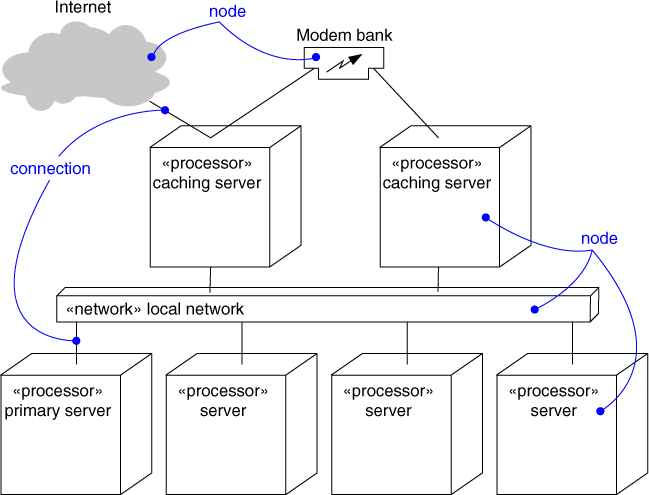 Internet
node
Modem bank
connection
«processor»
caching server
«processor»
caching server
node
«network» local network
«processor»
primary server
«processor»
server
«processor»
server
«processor»
server